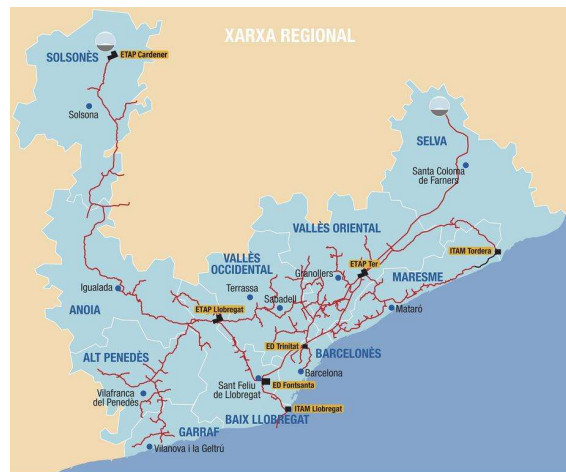 XARXA REGIONAL
SOLSONÈS
ETAP Cardener
Solsona
SELVA
Santa Coloma
de Farners
VALLÈS ORIENTAL
ITAM Tordera
VALLÈS
OCCIDENTAL
ETAP Ter
Granollers
MARESME
Igualada
Terrassa
Sabadell
ANOIA
ETAP Llobregat
Mataró
ED Trinitat
BARCELONÈS
ALT PENEDÈS
Barcelona
Sant Feliu
de Llobregat
ED Fontsanta
Vilafranca
del Penedès
ITAM Llobregat
BAIX LLOBREGAT
GARRAF
Vilanova i la Geltrú